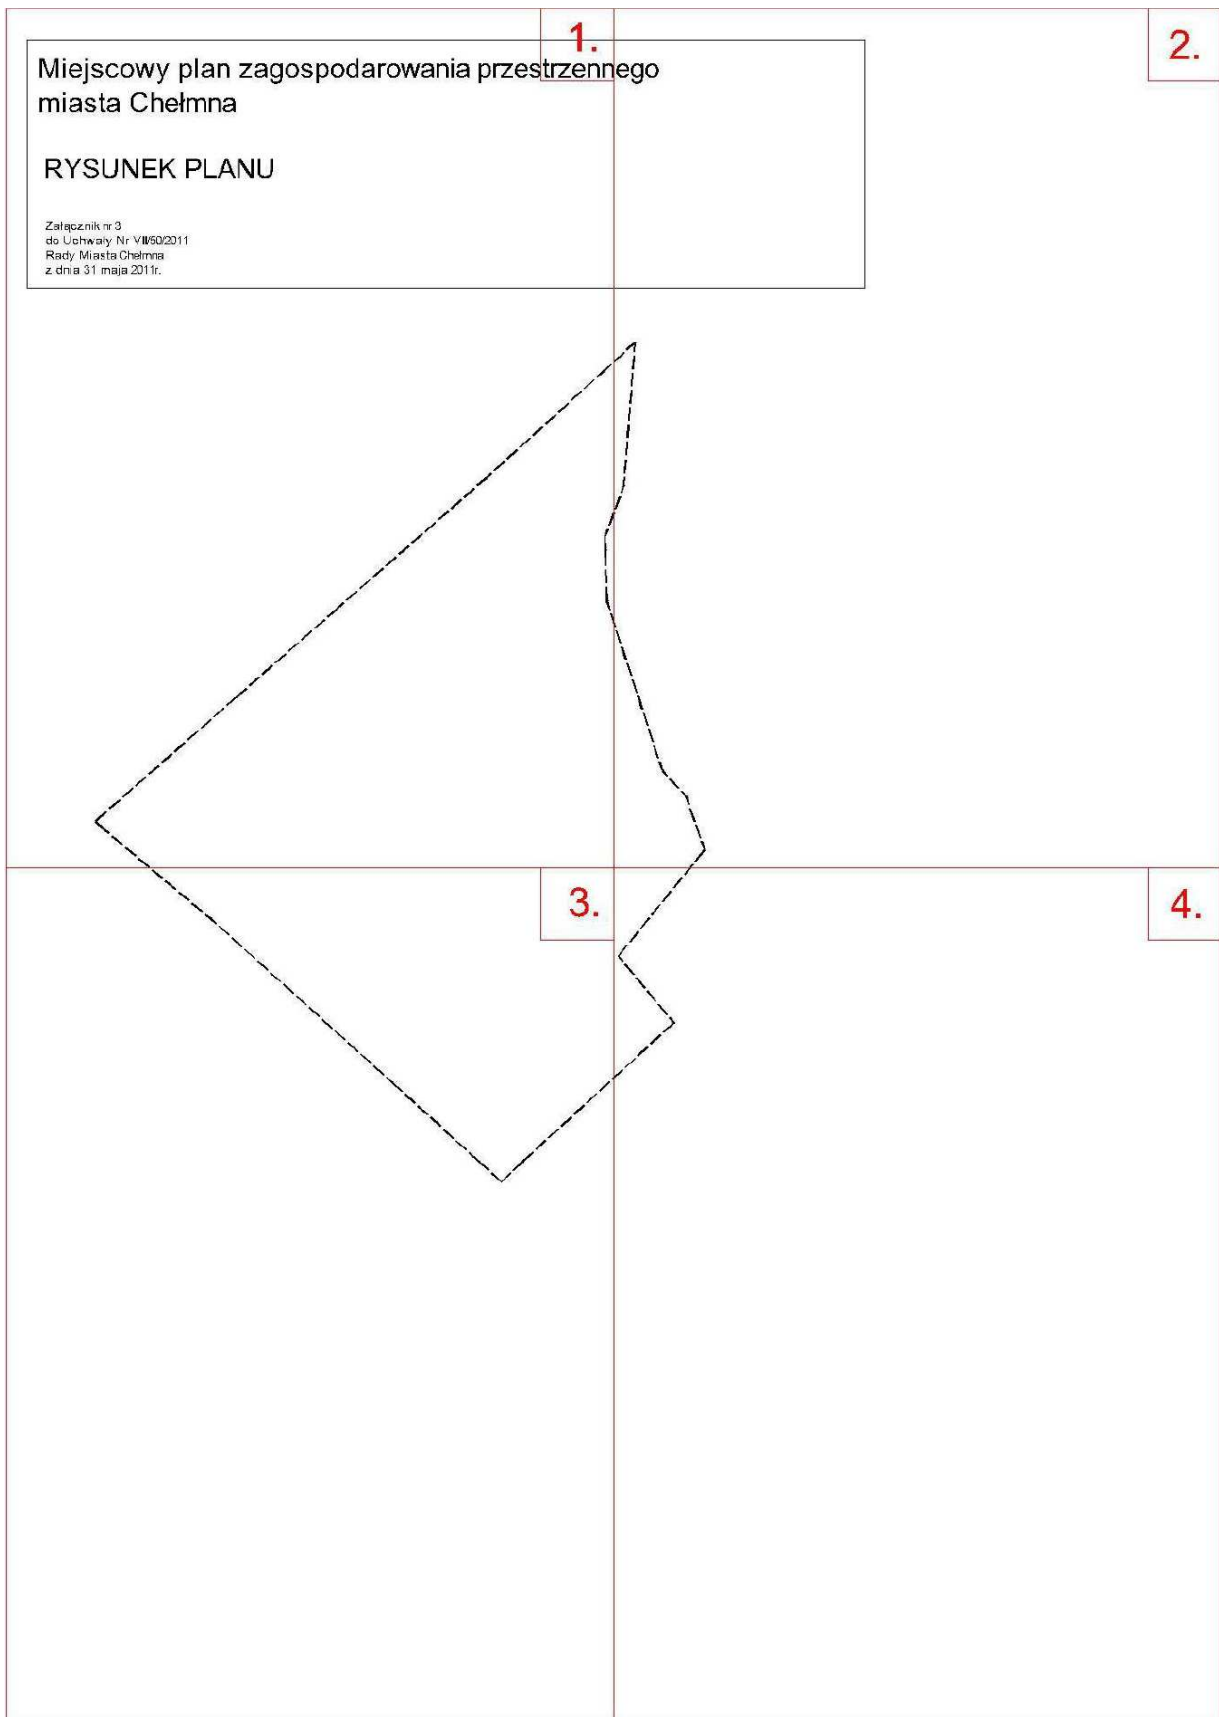 1.
2.
Miejscowy plan zagospodarowania przestrzennego
miasta Chełmna
RYSUNEK PLANU
Załącznik nr 3
do Uchwały Nr VII/50/2011
Rady Miasta Chełmna
z dnia 31 maja 2011r.
3.
4.